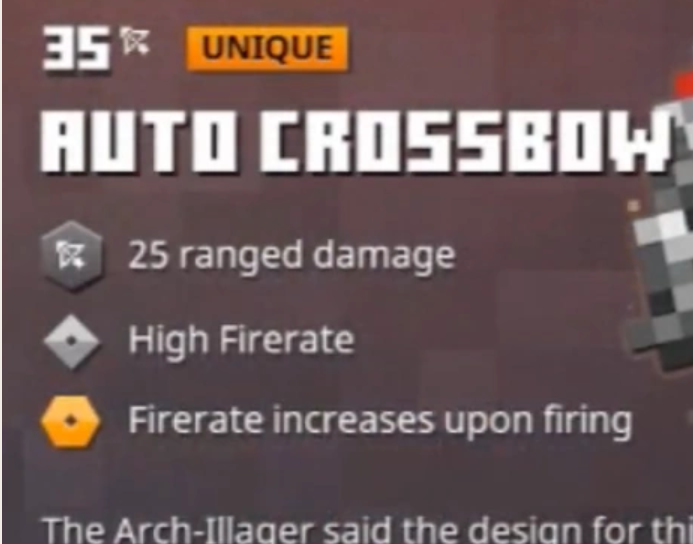 35 UNIQUE
AUTO CROSSBOW
25 ranged damage
High Firerate
Firerate increases upon firing
The Arch-Illager said the design for thi